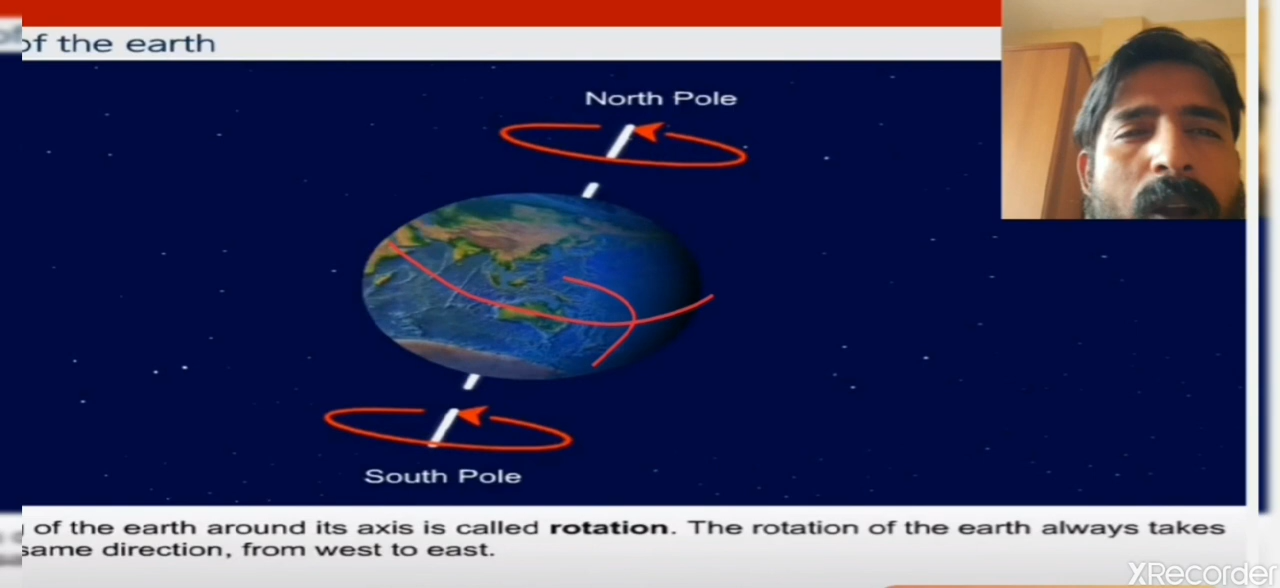 of the earth
North Pole
South Pole
of the earth around its axis is called rotation. The rotation of the earth always takes
same direction, from west to east.
XRecorder